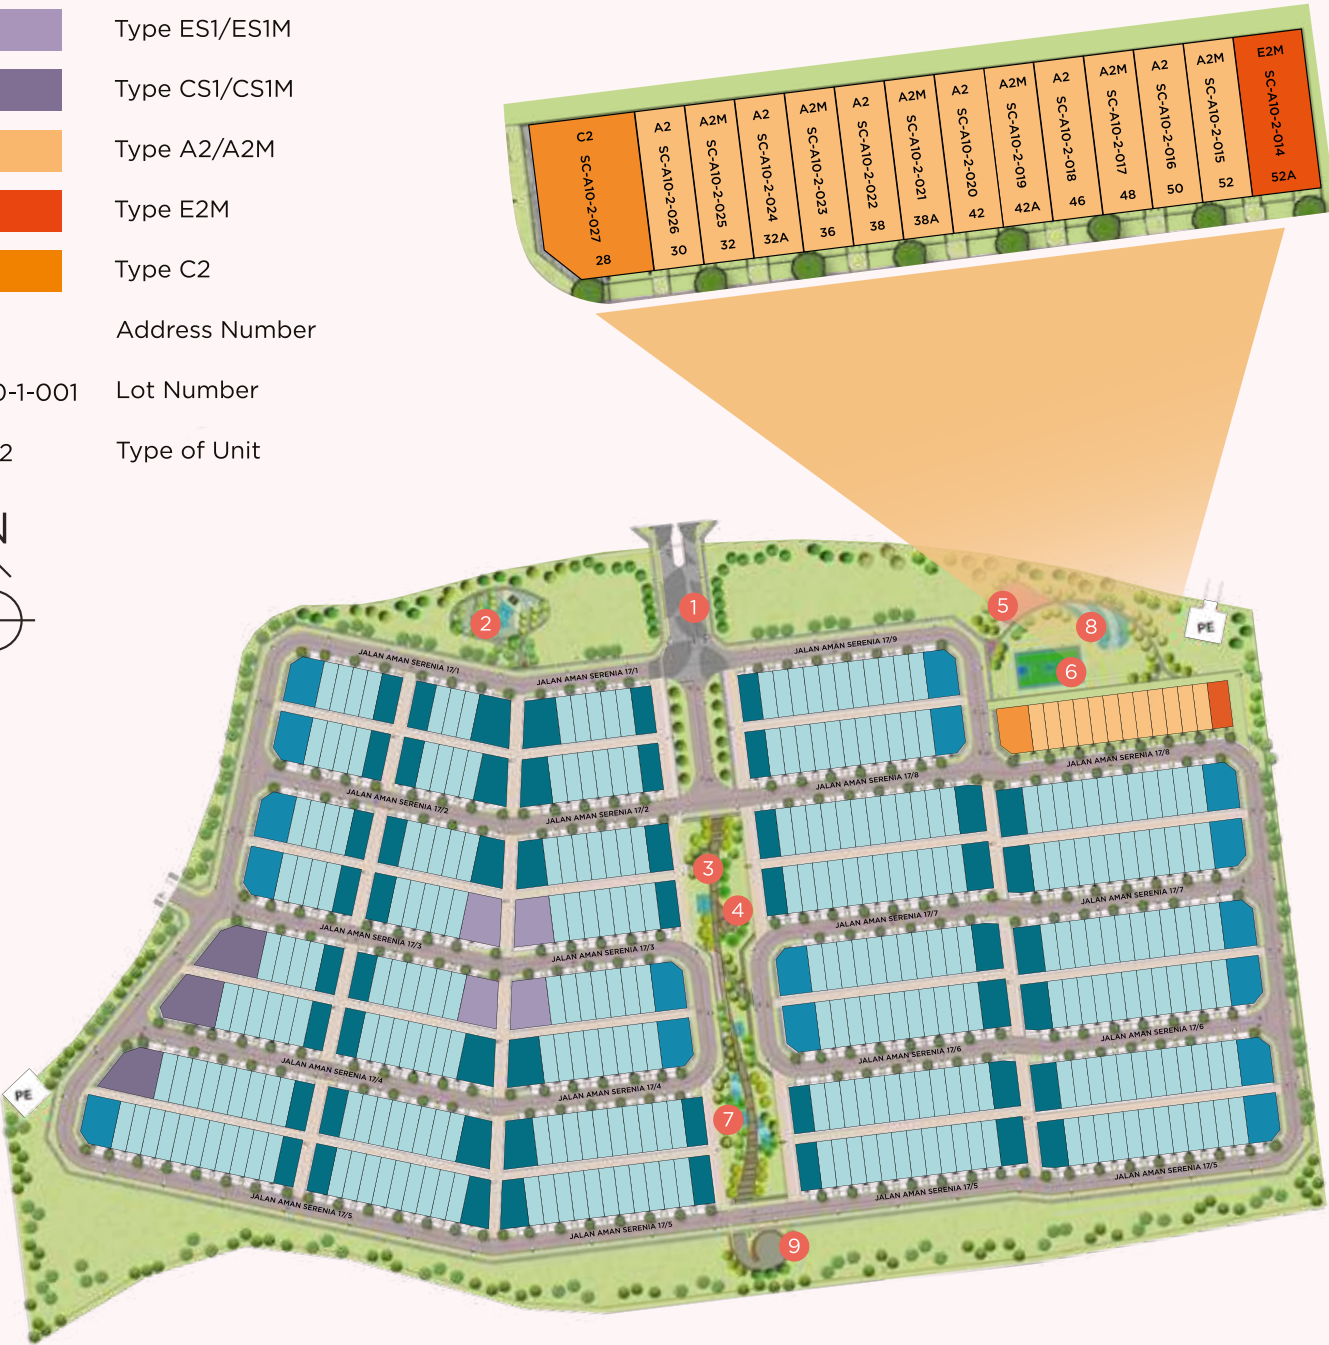 Type ES1/ES1M
Type CS1/CS1M
Type A2/A2M
Type E2M
Type C2
Address Number
0-1-001 Lot Number
2 Type of Unit
N
C2 SC-A10-2-027 28
A2 SC-A10-2-026 30
A2M SC-A10-2-025 32
A2 SC-A10-2-024 32A
A2M SC-A10-2-023 36
A2 SC-A10-2-022 38
A2M SC-A10-2-021 38A
A2 SC-A10-2-020 42
A2M SC-A10-2-019 42A
A2 SC-A10-2-018 46
A2M SC-A10-2-017 48
A2 SC-A10-2-016 50
A2M SC-A10-2-015 52
E2M SC-A10-2-014 52A
1
2
5
8
PE
6
JALAN AMAN SERENIA 17/1
JALAN AMAN SERENIA 17/1
JALAN AMAN SERENIA 17/9
JALAN AMAN SERENIA 17/8
JALAN AMAN SERENIA 17/8
JALAN AMAN SERENIA 17/2
JALAN AMAN SERENIA 17/2
3
4
JALAN AMAN SERENIA 17/7
JALAN AMAN SERENIA 17/7
JALAN AMAN SERENIA 17/3
JALAN AMAN SERENIA 17/3
JALAN AMAN SERENIA 17/6
JALAN AMAN SERENIA 17/6
JALAN AMAN SERENIA 17/4
JALAN AMAN SERENIA 17/4
PE
7
JALAN AMAN SERENIA 17/5
JALAN AMAN SERENIA 17/5
JALAN AMAN SERENIA 17/5
JALAN AMAN SERENIA 17/5
9